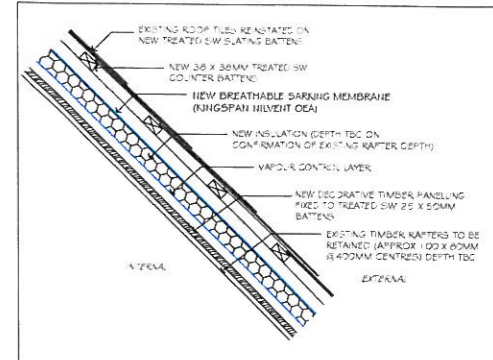 EXISTING ROOF TILES REINSTATED ON
NEW TREATED SW SLATING BATTENS
NEW 38 X 38MM TREATED SW
COUNTER BATTENS
NEW BREATHABLE SARKING MEMBRANE
(KINGSPAN NILVENT OEA)
NEW INSULATION (DEPTH TBC ON
CONFIRMATION OF EXISTING RAFTER DEPTH)
VAPOUR CONTROL LAYER
NEW DECORATIVE TIMBER PANELLING
FIXED TO TREATED SW 25 X 50MM
BATTENS
EXISTING TIMBER RAFTERS TO BE
RETAINED (APPROX 100 X 80MM
@ 400MM CENTRES) DEPTH TBC
INTERNAL
EXTERNAL